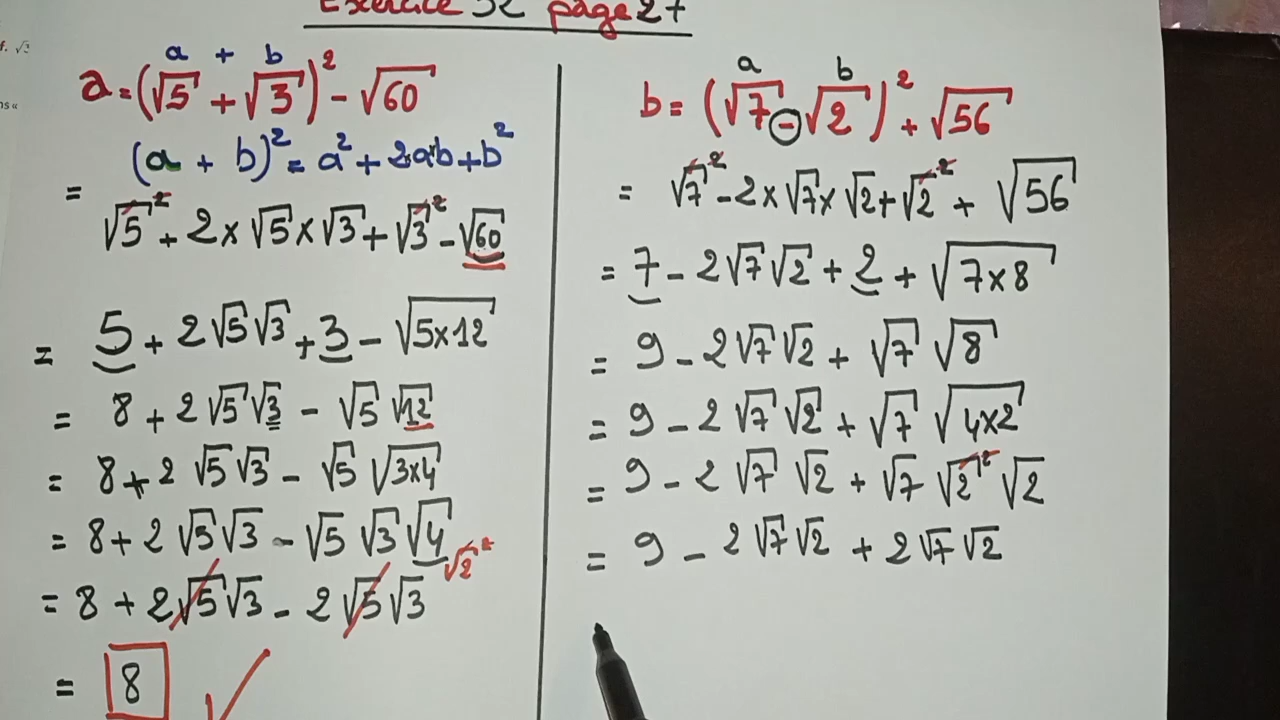 Exercice 32 page 27
f. √3
ns «
a + b
a = (√5 + √3)² - √60
(a + b)² = a² + 2ab + b²
= √5² + 2 × √5 × √3 + √3² - √60
= 5 + 2√5√3 + 3 - √(5×12)
= 8 + 2√5√3 - √5√12
= 8 + 2√5√3 - √5√(3×4)
= 8 + 2√5√3 - √5√3√4
√2²
= 8 + 2√5√3 - 2√5√3
= 8
a b
b = (√7 - √2)² + √56
= √7² - 2×√7×√2 + √2² + √56
= 7 - 2√7√2 + 2 + √(7×8)
= 9 - 2√7√2 + √7√8
= 9 - 2√7√2 + √7√(4×2)
= 9 - 2√7√2 + √7√2²√2
= 9 - 2√7√2 + 2√7√2